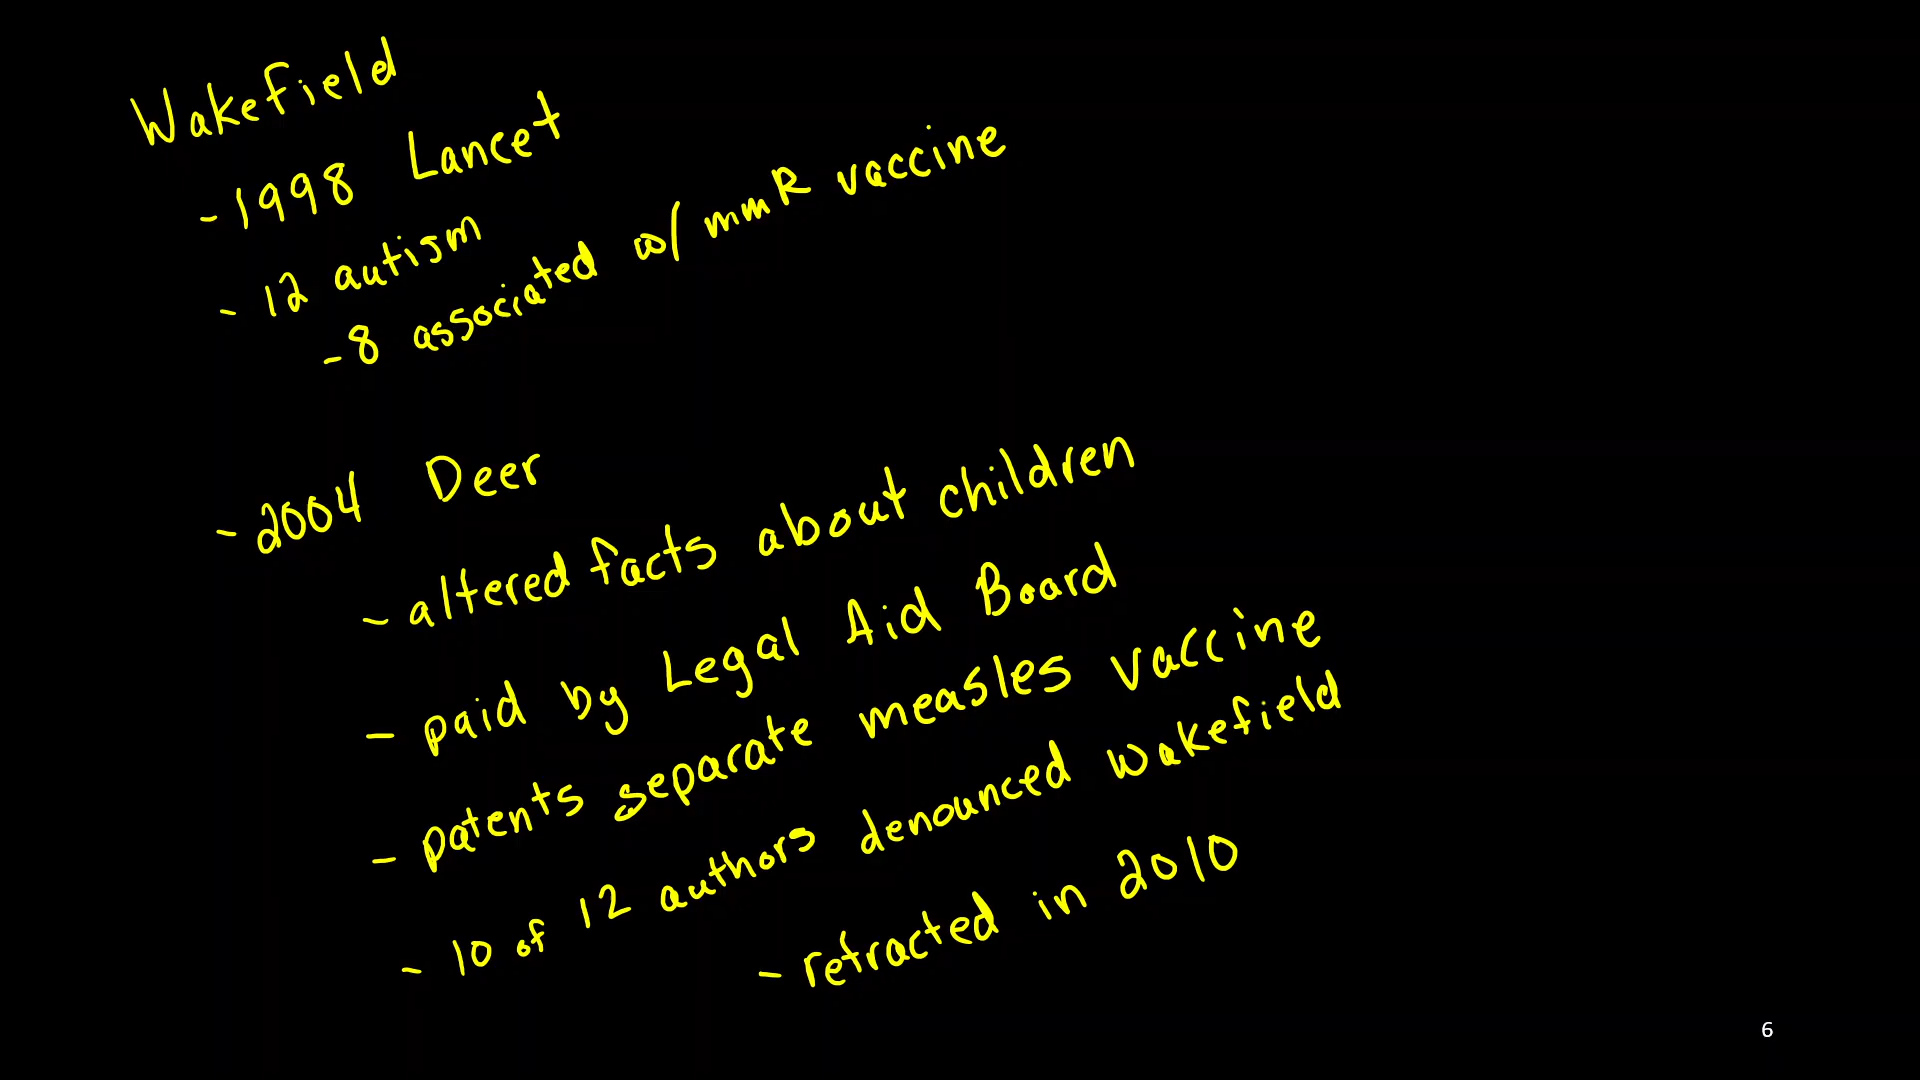 Wakefield
- 1998 Lancet
- 12 autism
- 8 associated w/ mmR vaccine
- 2004 Deer
- altered facts about children
- paid by Legal Aid Board
- patents separate measles vaccine
- 10 of 12 authors denounced Wakefield
- retracted in 2010
6